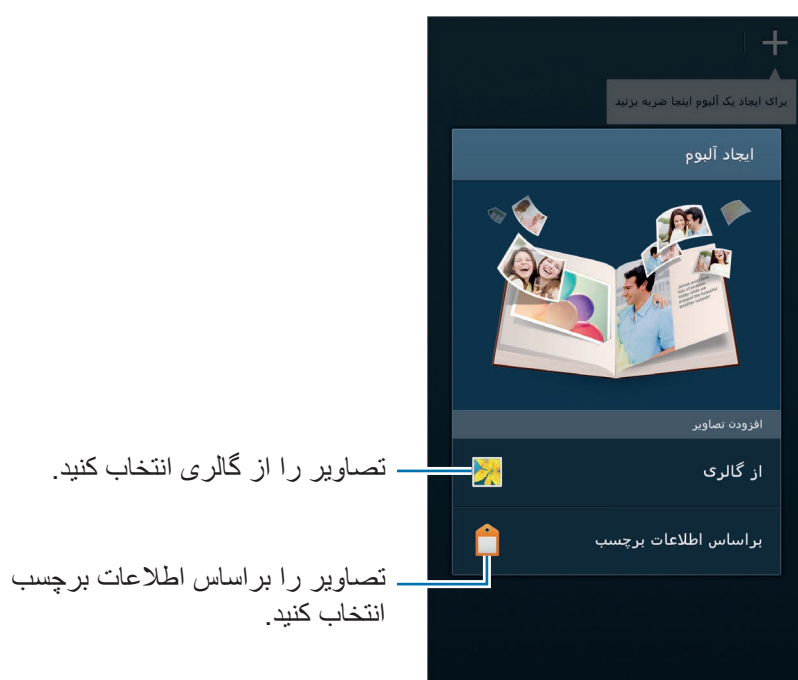 برای ایجاد یک آلبوم اینجا ضربه بزنید
ایجاد آلبوم
افزودن تصاویر
از گالری
براساس اطلاعات برچسب
تصاویر را از گالری انتخاب کنید.
تصاویر را براساس اطلاعات برچسب
انتخاب کنید.